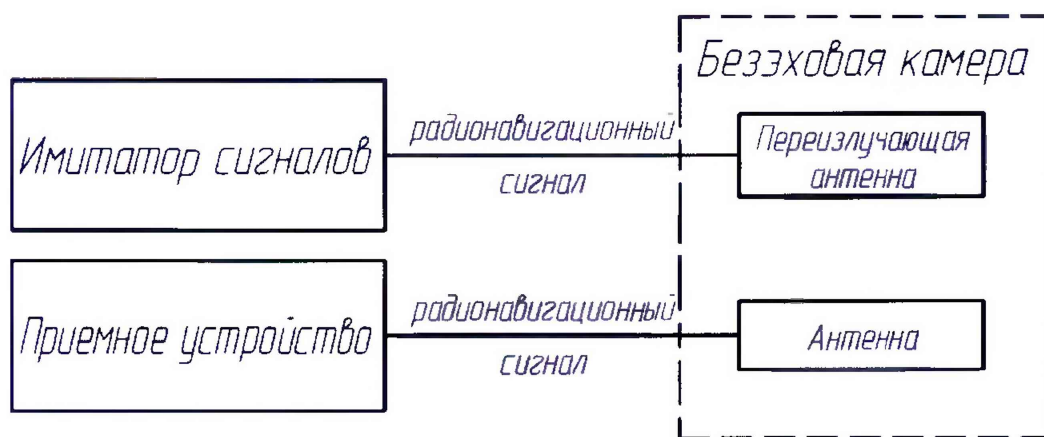 Безэховая камера
Имитатор сигналов
радионавигационный
сигнал
Переизлучающая
антенна
Приемное устройство
радионавигационный
сигнал
Антенна